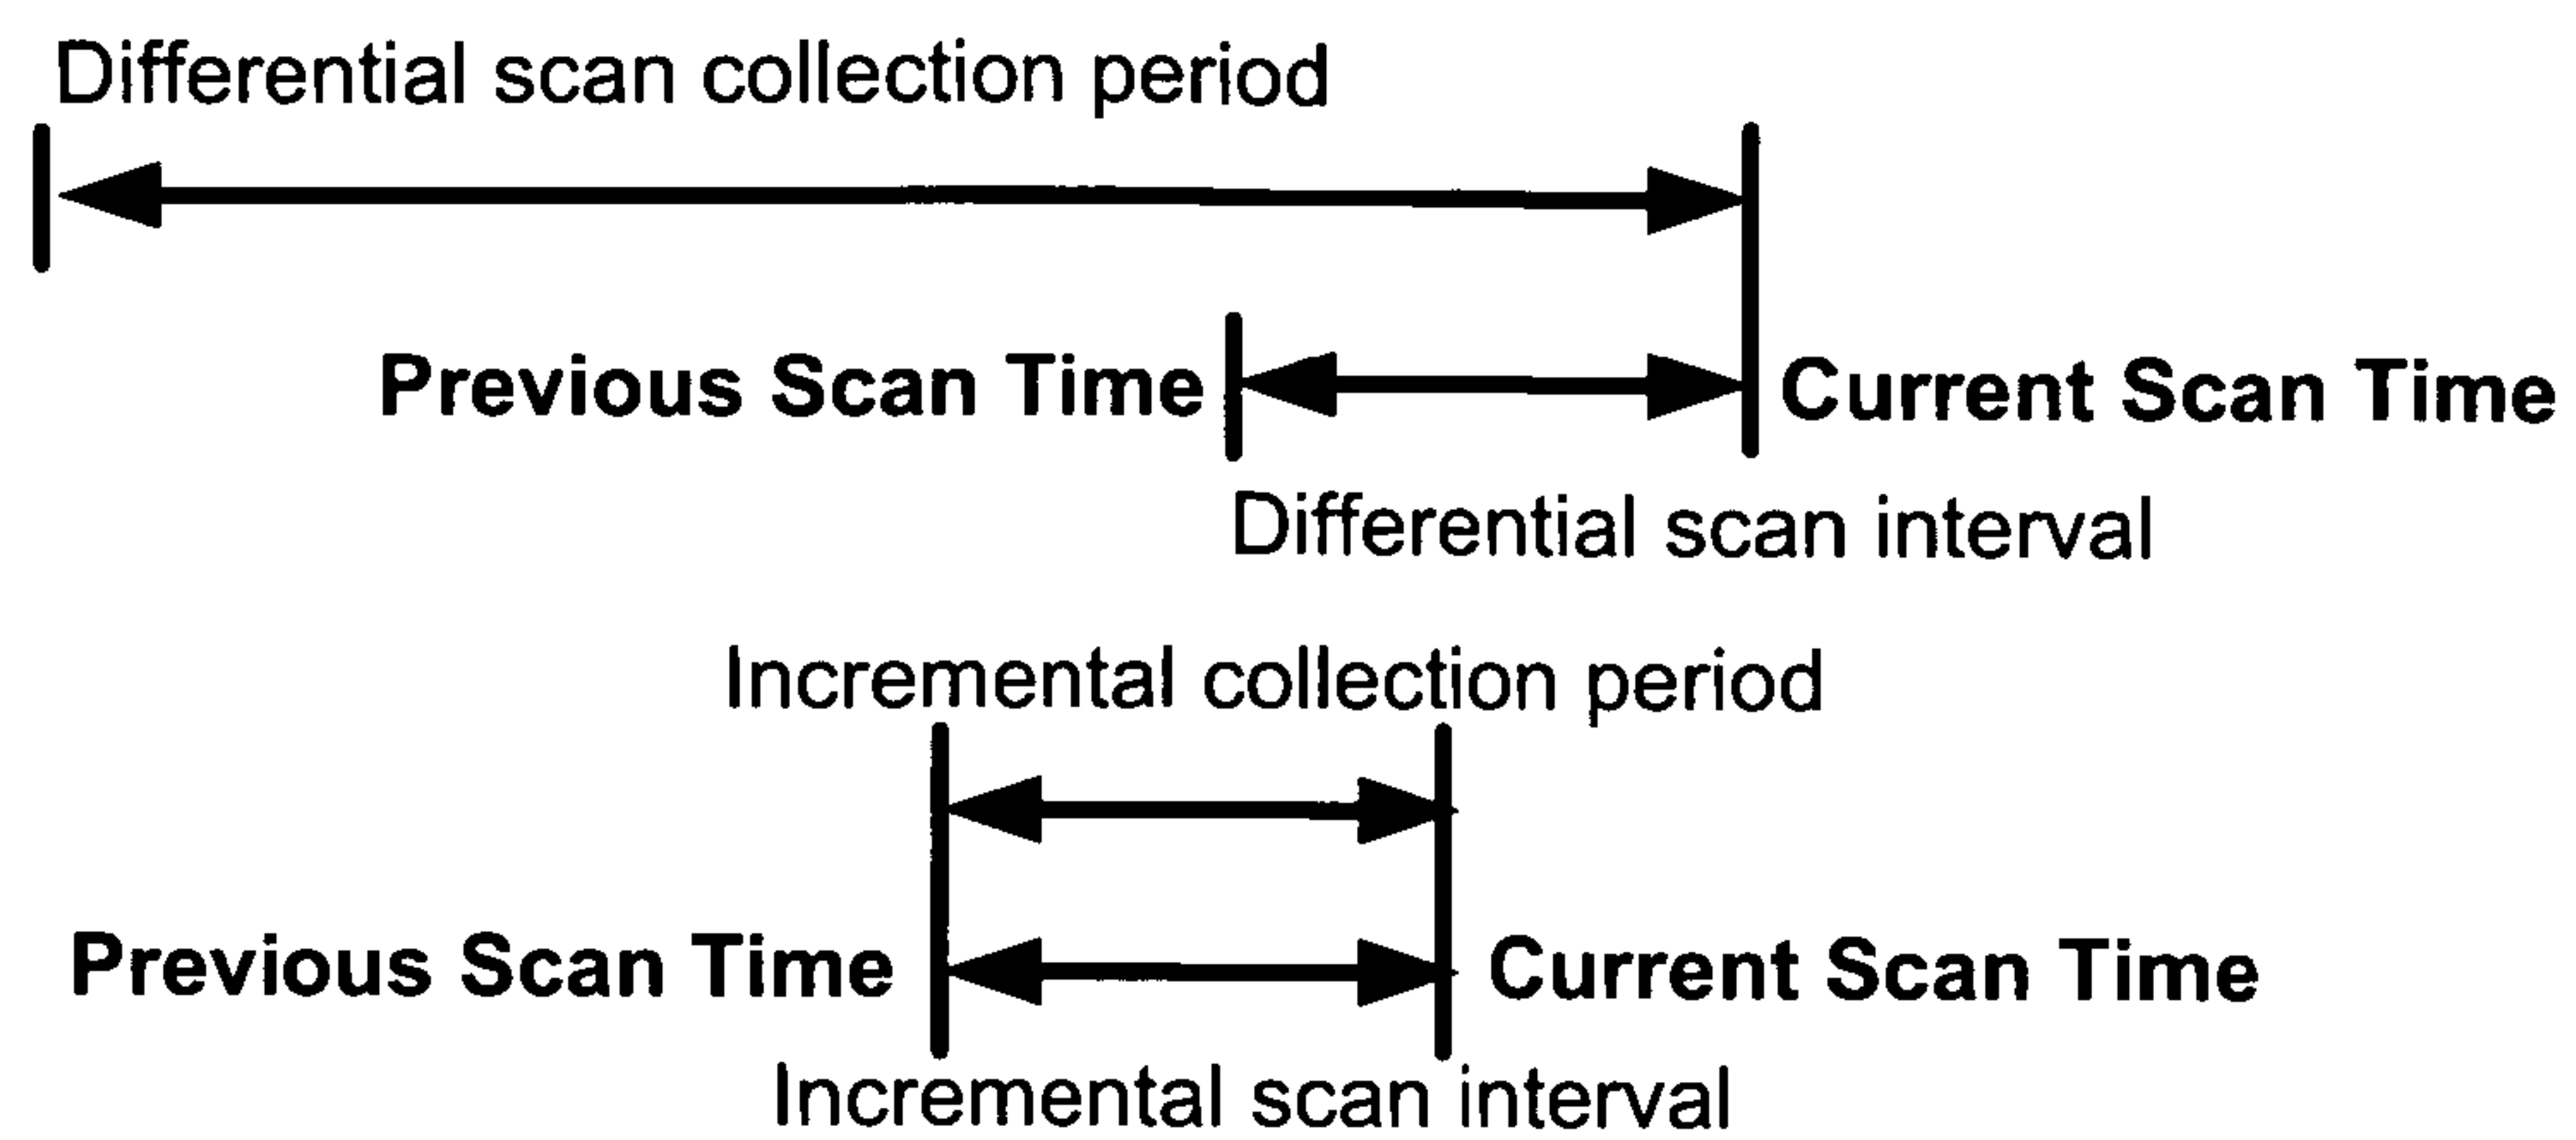 Differential scan collection period
Previous Scan Time
Current Scan Time
Differential scan interval
Incremental collection period
Previous Scan Time
Current Scan Time
Incremental scan interval